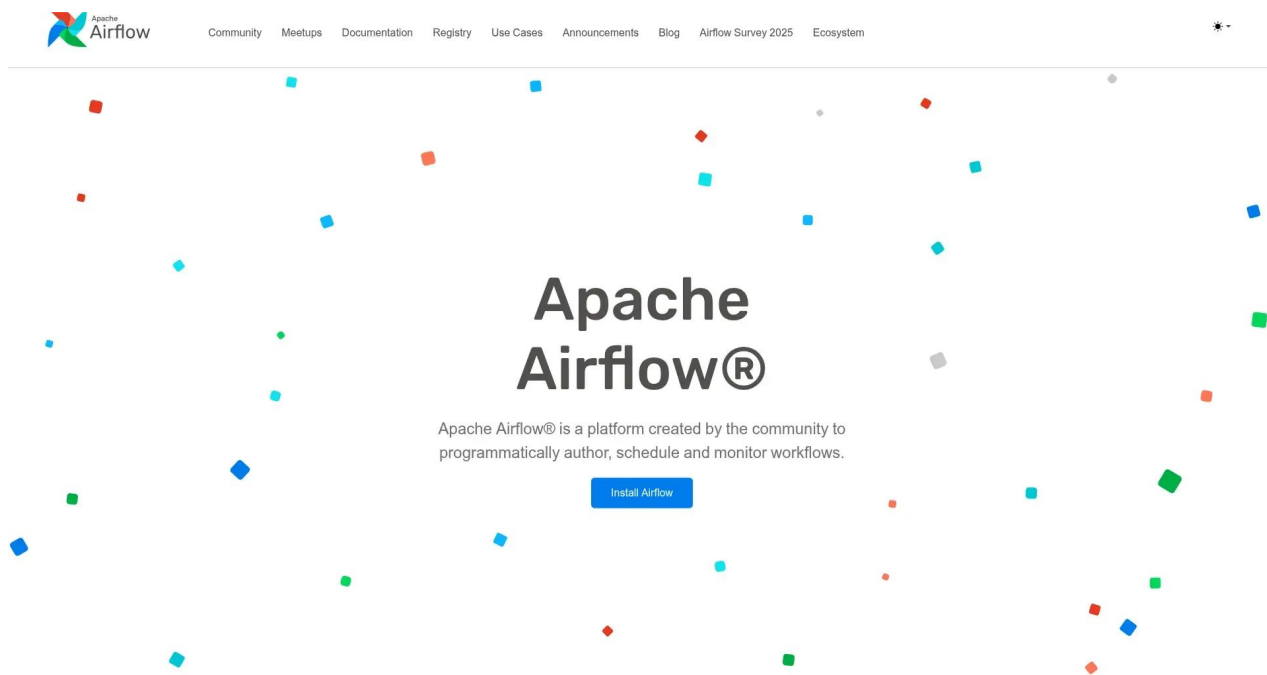 Apache
Airflow
Community Meetups Documentation Registry Use Cases Announcements Blog Airflow Survey 2025 Ecosystem
Apache
Airflow®
Apache Airflow® is a platform created by the community to
programmatically author, schedule and monitor workflows.
Install Airflow